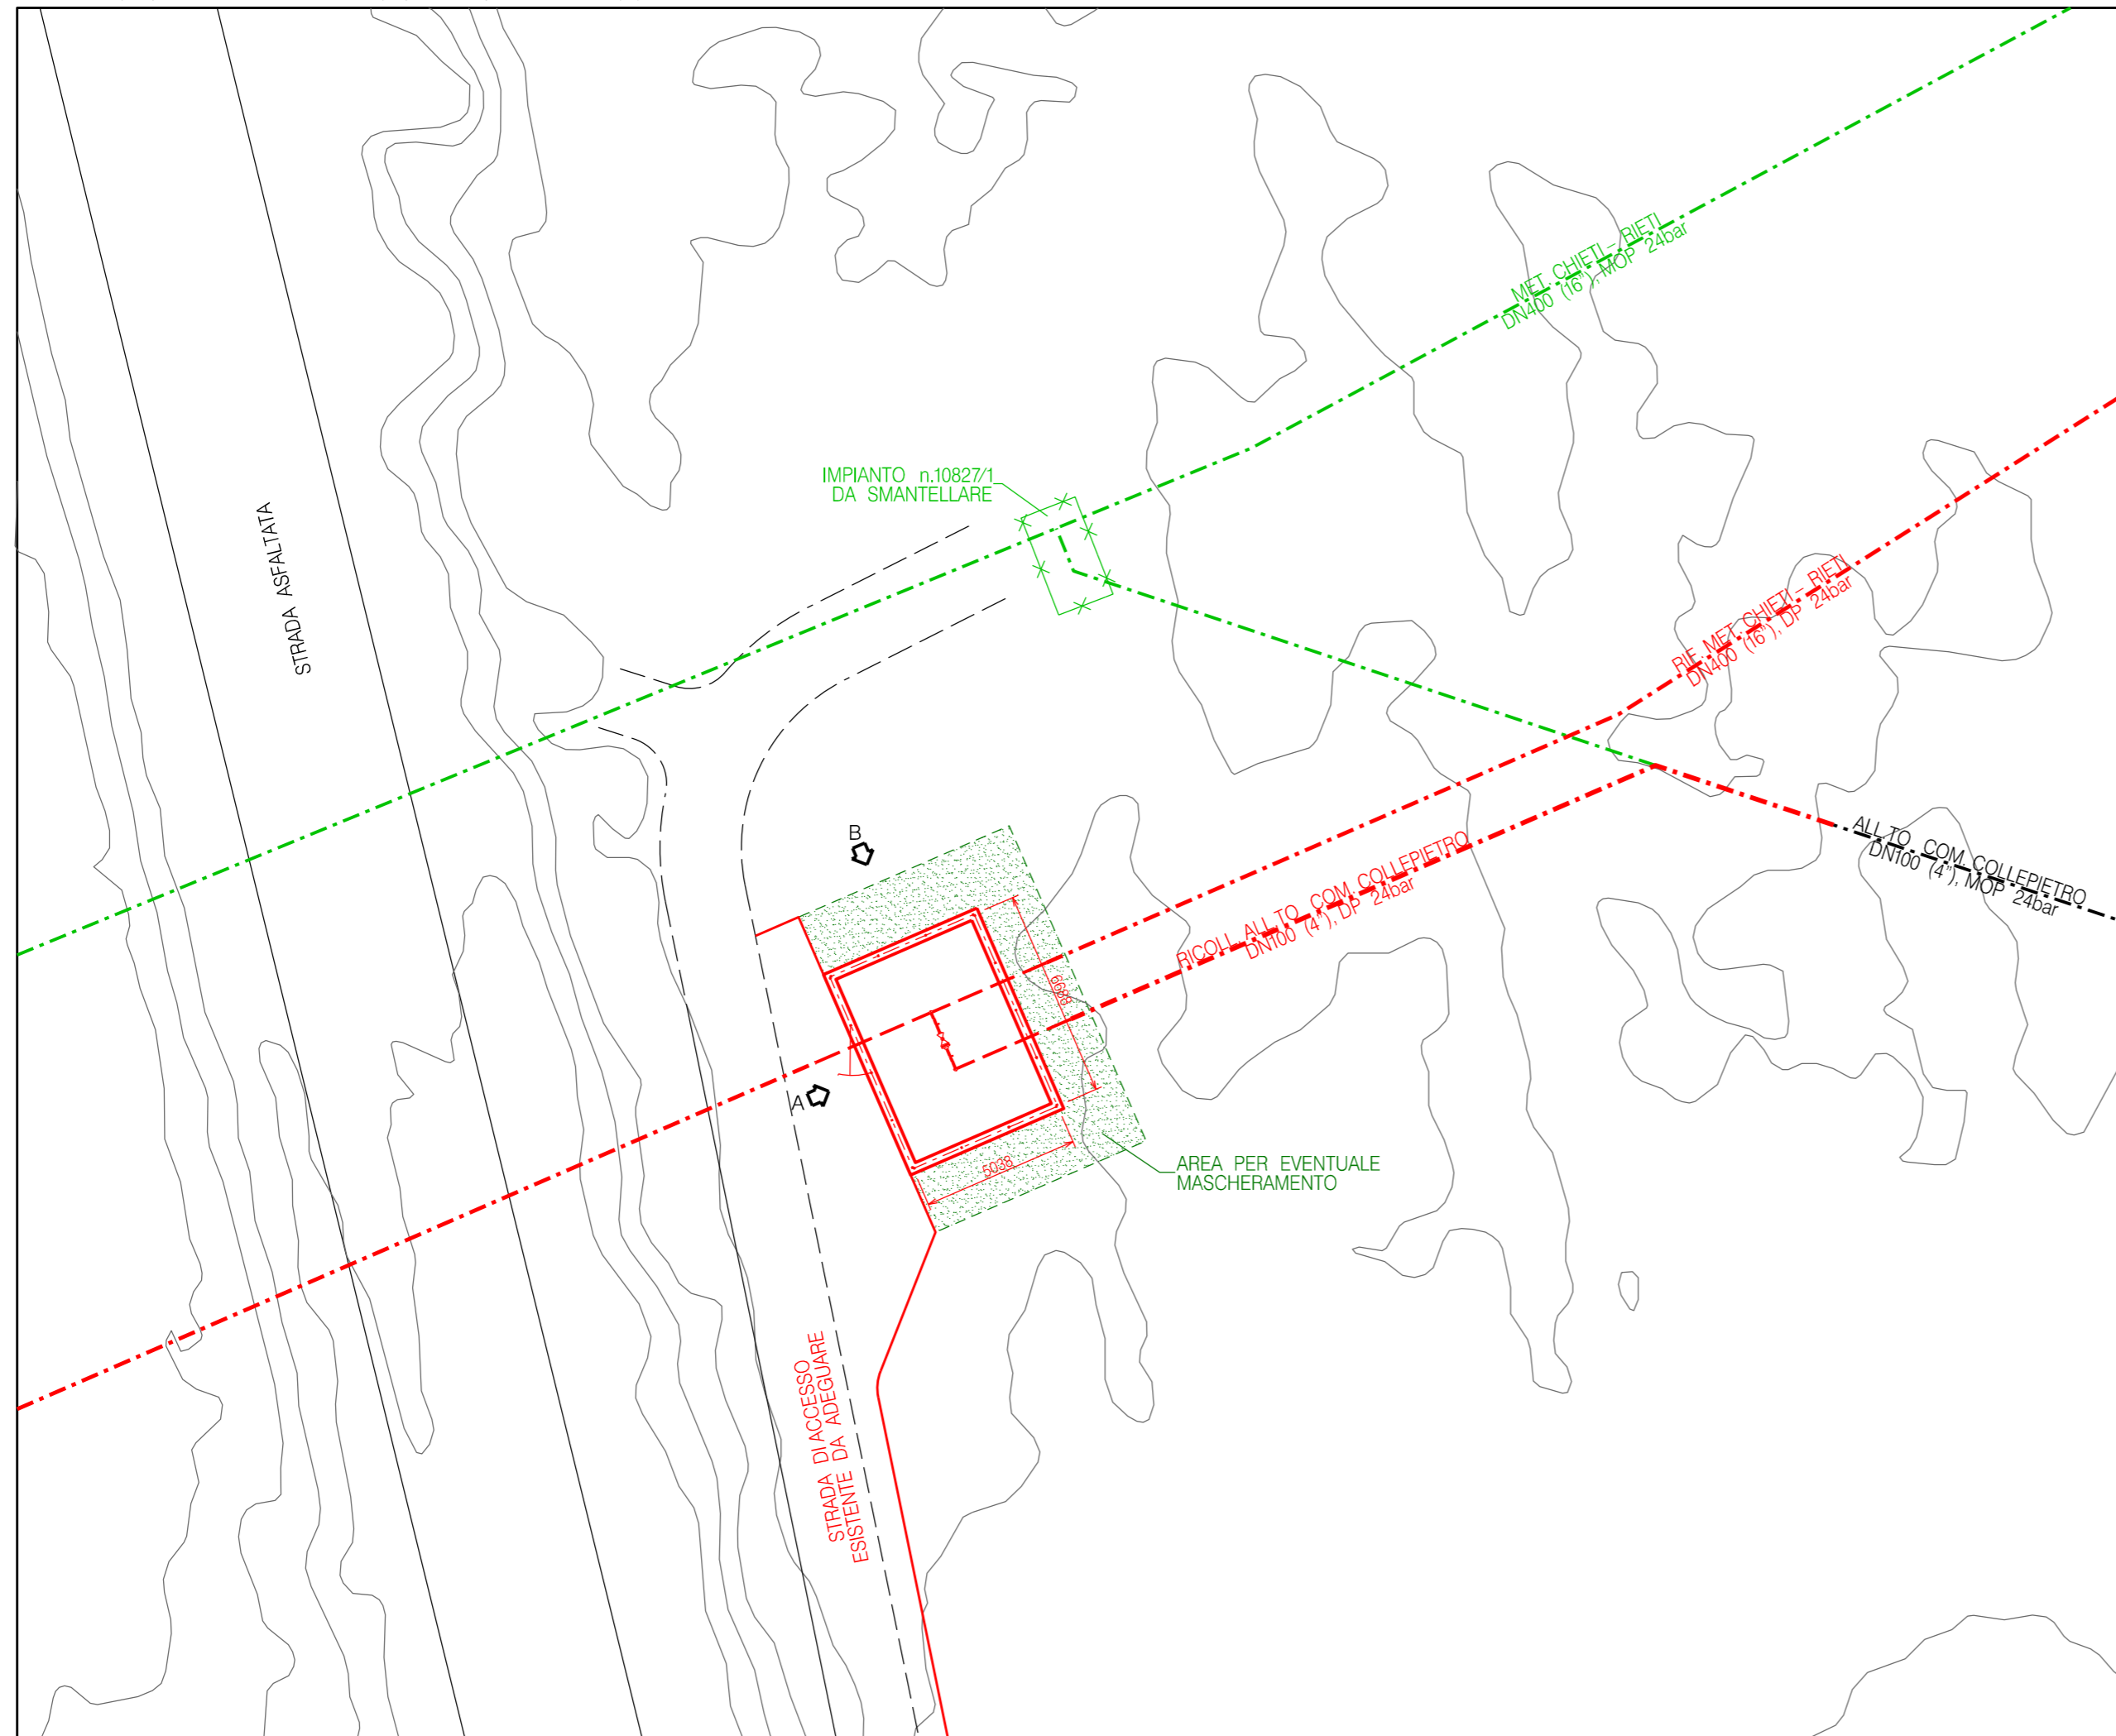 MET. CHIETI - RIETI
DN400 (16"), MOP 24bar
IMPIANTO n.10827/1
DA SMANTELLARE
STRADA ASFALTATA
RIF. MET. CHIETI - RIETI
DN400 (16"), DP 24bar
B
ALL.TO COM. COLLEPIETRO
DN100 (4"), MOP 24bar
RICOLL. ALL.TO COM. COLLEPIETRO
DN100 (4"), DP 24bar
A
5038
AREA PER EVENTUALE
MASCHERAMENTO
STRADA DI ACCESSO
ESISTENTE DA ADEGUARE